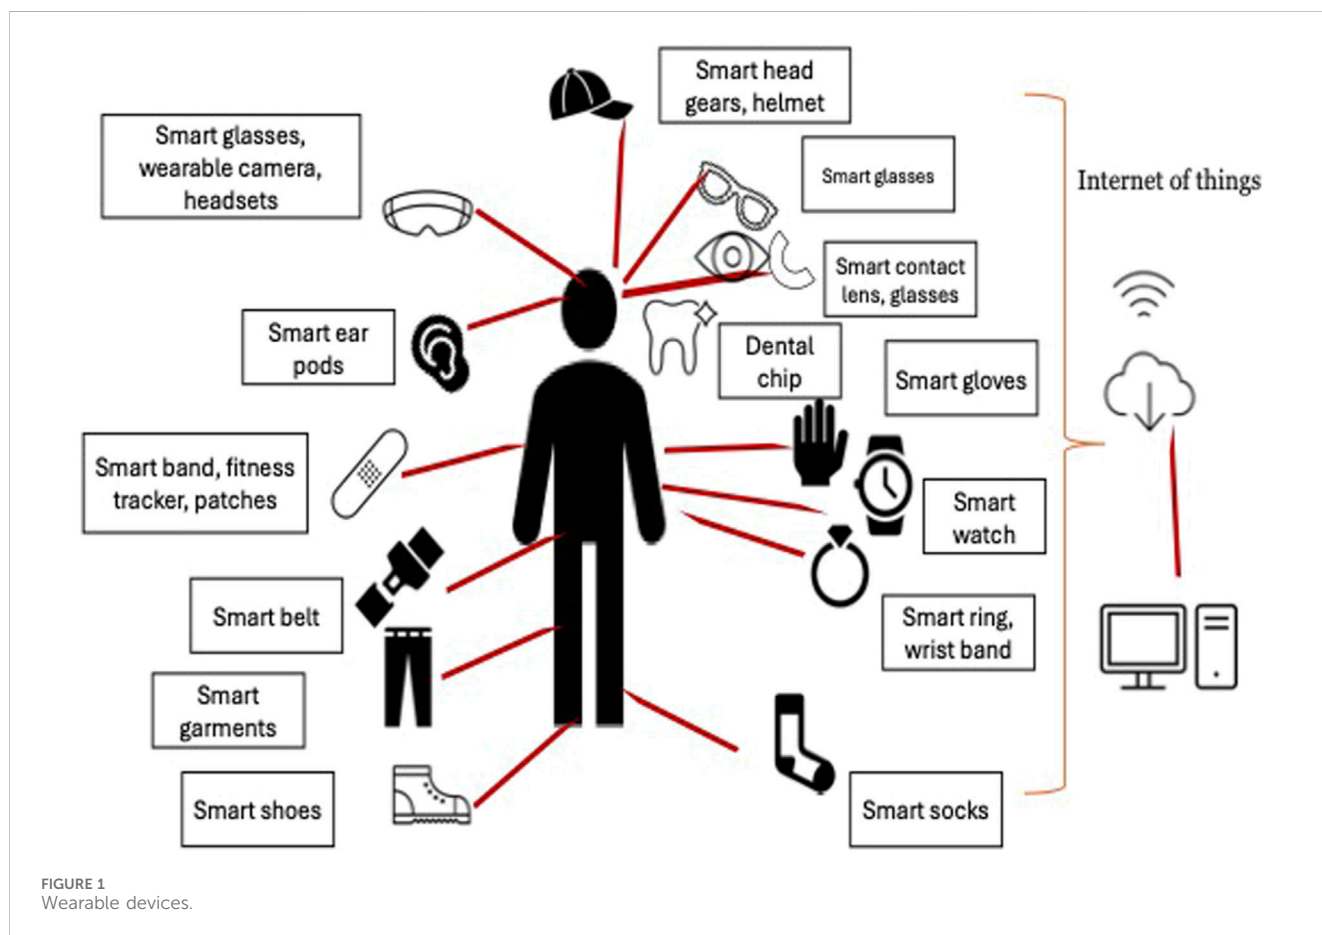 Smart head
gears, helmet
Smart glasses,
wearable camera,
headsets
Smart glasses
Internet of things
Smart contact
lens, glasses
Smart ear
pods
Dental
chip
Smart gloves
Smart band, fitness
tracker, patches
Smart
watch
Smart belt
Smart ring,
wrist band
Smart
garments
Smart shoes
Smart socks
FIGURE 1
Wearable devices.